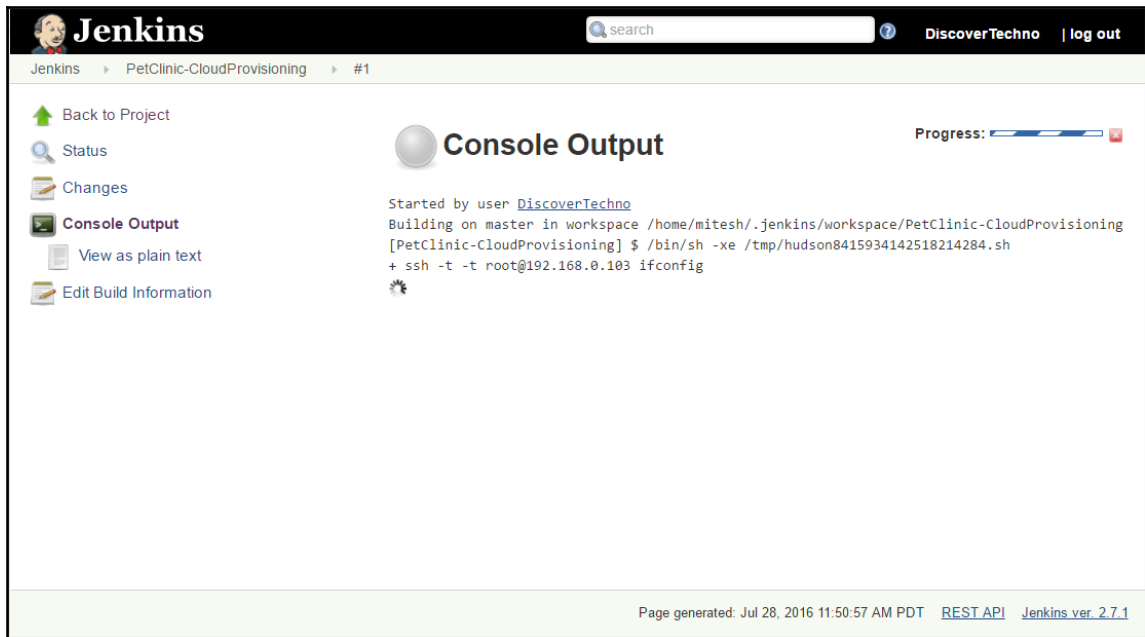 Jenkins
search
DiscoverTechno | log out
Jenkins PetClinic-CloudProvisioning #1
Back to Project
Status
Changes
Console Output
View as plain text
Edit Build Information
Console Output
Progress:
Started by user DiscoverTechno
Building on master in workspace /home/mitesh/.jenkins/workspace/PetClinic-CloudProvisioning
[PetClinic-CloudProvisioning] $ /bin/sh -xe /tmp/hudson8415934142518214284.sh
+ ssh -t -t root@192.168.0.103 ifconfig
Page generated: Jul 28, 2016 11:50:57 AM PDT REST API Jenkins ver. 2.7.1